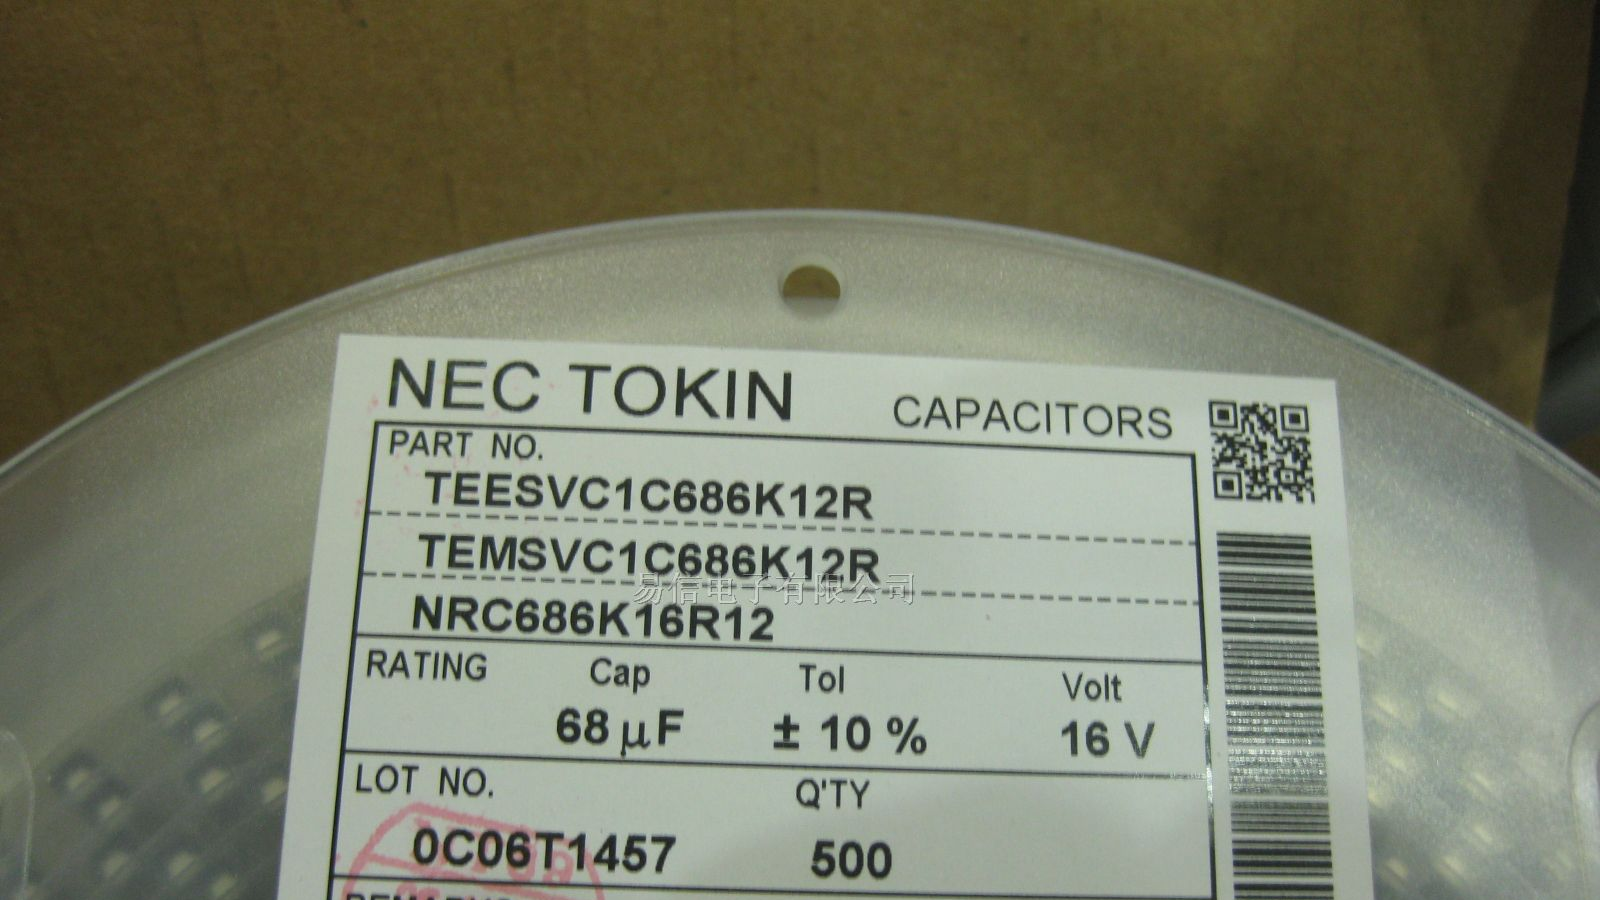 NEC TOKIN CAPACITORS
PART NO.
TEESVC1C686K12R
TEMSVC1C686K12R
易信电子有限公司
NRC686K16R12
RATING Cap Tol Volt
68 μF ± 10 % 16 V
LOT NO. Q'TY
0C06T1457 500